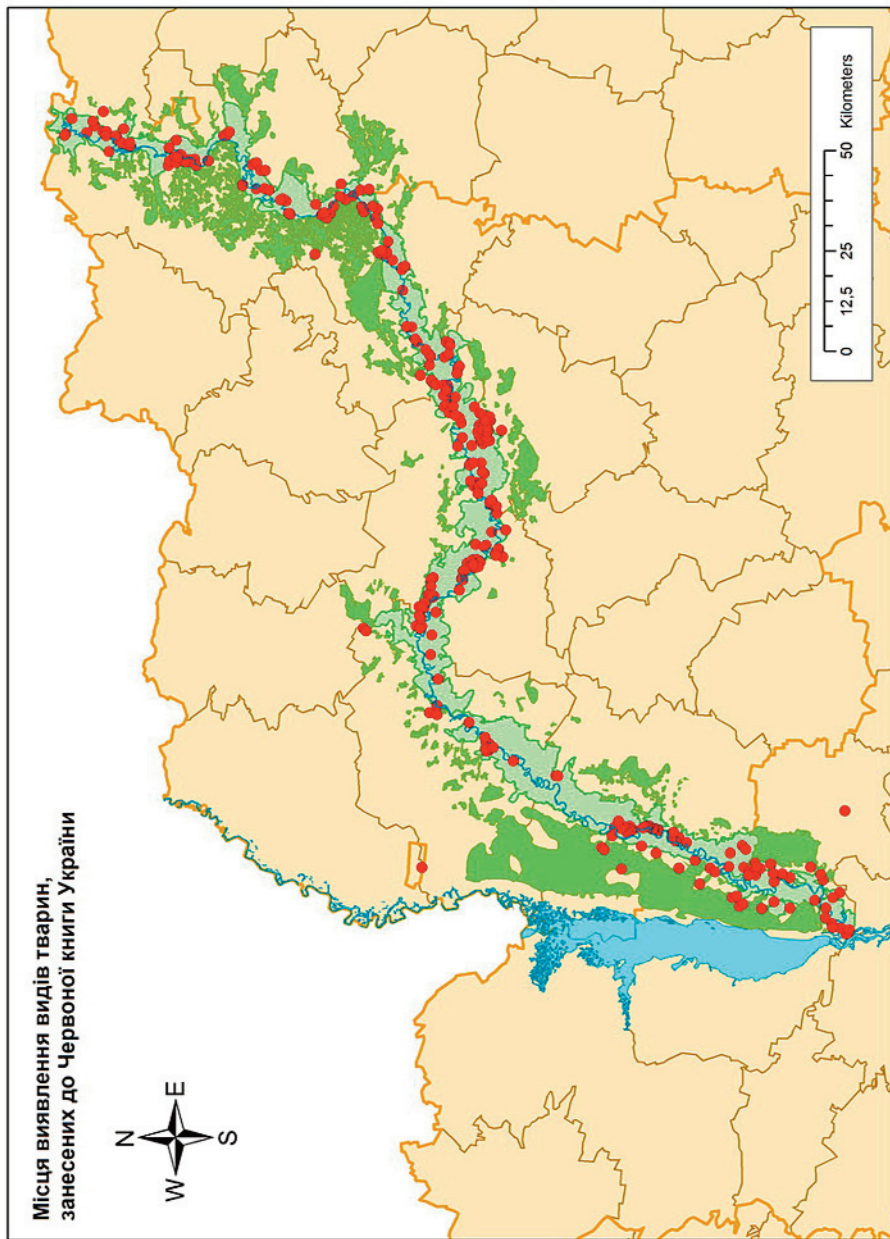 Місця виявлення видів тварин,
занесених до Червоної книги України
N
W E
S
0 12,5 25 50
Kilometers